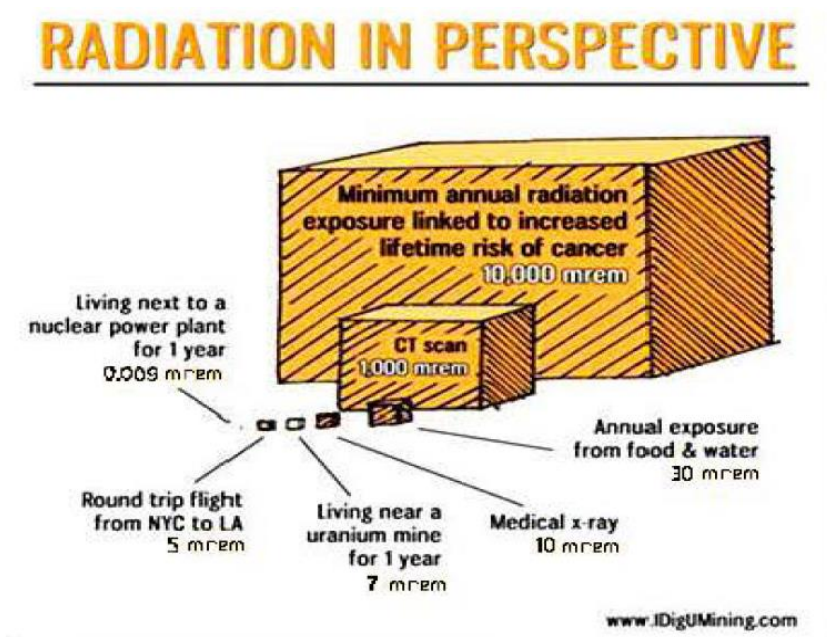 RADIATION IN PERSPECTIVE
Minimum annual radiation
exposure linked to increased
lifetime risk of cancer
10,000 mrem
CT scan
1,000 mrem
Living next to a
nuclear power plant
for 1 year
0.009 mrem
Round trip flight
from NYC to LA
5 mrem
Living near a
uranium mine
for 1 year
7 mrem
Medical x-ray
10 mrem
Annual exposure
from food & water
30 mrem
www.IDigUMining.com